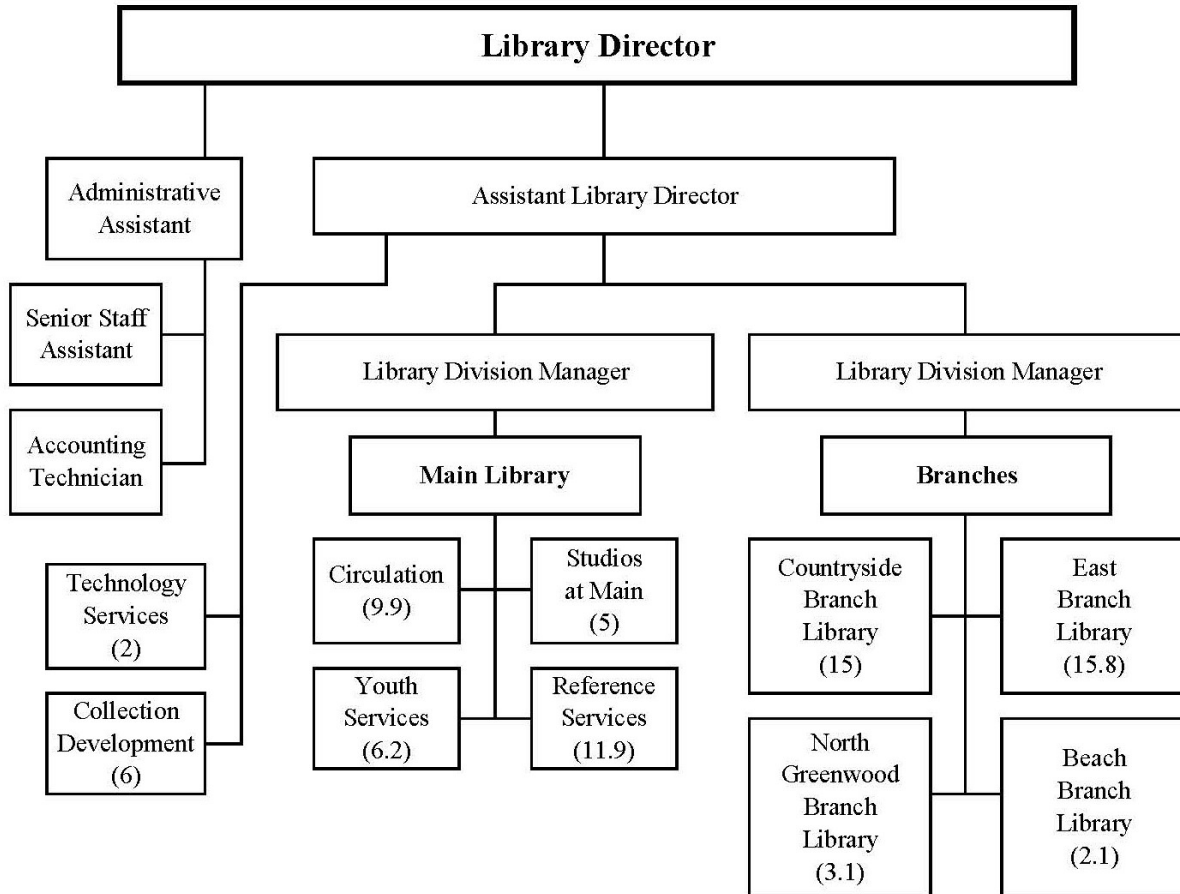 Library Director
Administrative
Assistant
Assistant Library Director
Senior Staff
Assistant
Library Division Manager
Library Division Manager
Accounting
Technician
Main Library
Branches
Technology
Services
(2)
Collection
Development
(6)
Circulation
(9.9)
Studios
at Main
(5)
Youth
Services
(6.2)
Reference
Services
(11.9)
Countryside
Branch
Library
(15)
East
Branch
Library
(15.8)
North
Greenwood
Branch
Library
(3.1)
Beach
Branch
Library
(2.1)